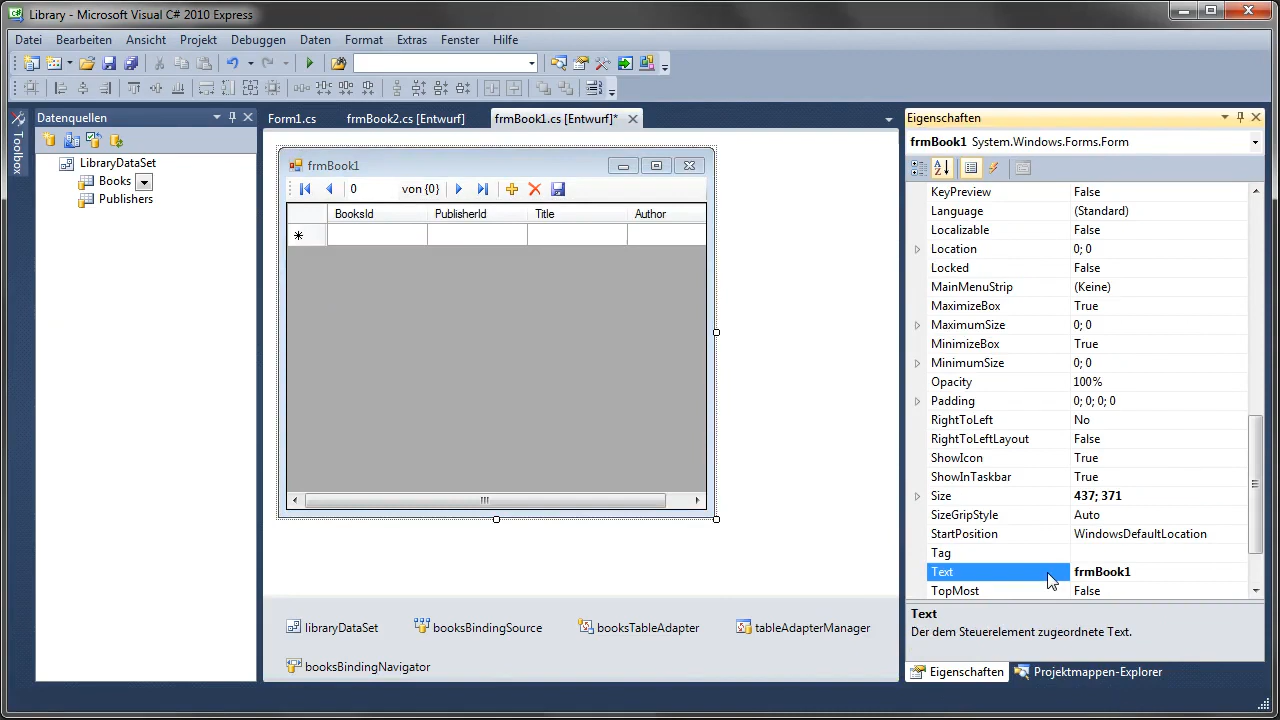 Library - Microsoft Visual C# 2010 Express
Datei Bearbeiten Ansicht Projekt Debuggen Daten Format Extras Fenster Hilfe
Toolbox
Datenquellen
LibraryDataSet
Books
Publishers
Form1.cs frmBook2.cs [Entwurf] frmBook1.cs [Entwurf]*
frmBook1
0 von {0}
BooksId PublisherId Title Author
libraryDataSet booksBindingSource booksTableAdapter tableAdapterManager
booksBindingNavigator
Eigenschaften
frmBook1 System.Windows.Forms.Form
KeyPreview False
Language (Standard)
Localizable False
Location 0; 0
Locked False
MainMenuStrip (Keine)
MaximizeBox True
MaximumSize 0; 0
MinimizeBox True
MinimumSize 0; 0
Opacity 100%
Padding 0; 0; 0; 0
RightToLeft No
RightToLeftLayout False
ShowIcon True
ShowInTaskbar True
Size 437; 371
SizeGripStyle Auto
StartPosition WindowsDefaultLocation
Tag
Text frmBook1
TopMost False
Text
Der dem Steuerelement zugeordnete Text.
Eigenschaften Projektmappen-Explorer